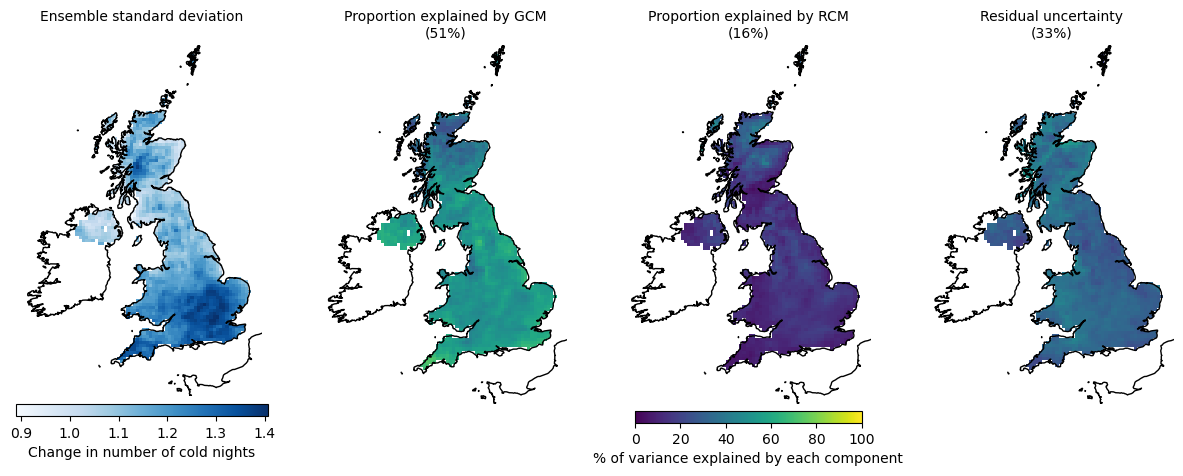 Ensemble standard deviation
Proportion explained by GCM
(51%)
Proportion explained by RCM
(16%)
Residual uncertainty
(33%)
0.9 1.0 1.1 1.2 1.3 1.4
Change in number of cold nights
0 20 40 60 80 100
% of variance explained by each component